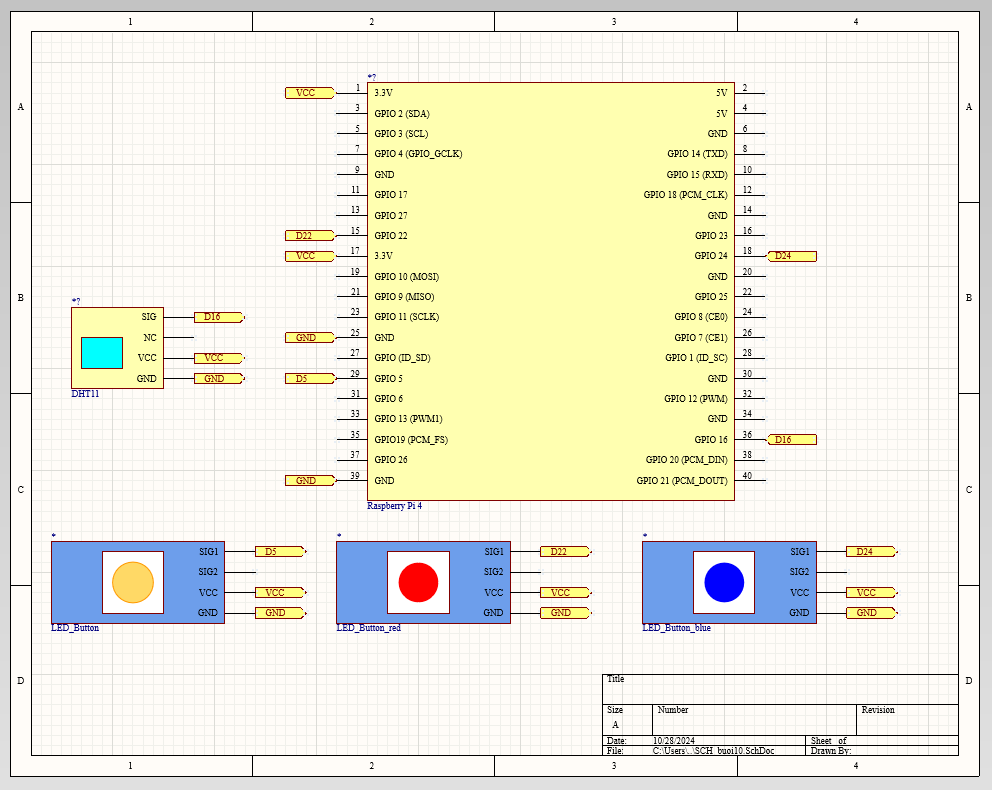 1 2 3 4
A A
B B
C C
D D
*?
VCC 1 3.3V 5V 2
3 GPIO 2 (SDA) 5V 4
5 GPIO 3 (SCL) GND 6
7 GPIO 4 (GPIO_GCLK) GPIO 14 (TXD) 8
9 GND GPIO 15 (RXD) 10
11 GPIO 17 GPIO 18 (PCM_CLK) 12
13 GPIO 27 GND 14
D22 15 GPIO 22 GPIO 23 16
VCC 17 3.3V GPIO 24 18 D24
19 GPIO 10 (MOSI) GND 20
21 GPIO 9 (MISO) GPIO 25 22
23 GPIO 11 (SCLK) GPIO 8 (CE0) 24
GND 25 GND GPIO 7 (CE1) 26
27 GPIO (ID_SD) GPIO 1 (ID_SC) 28
D5 29 GPIO 5 GND 30
31 GPIO 6 GPIO 12 (PWM) 32
33 GPIO 13 (PWM1) GND 34
35 GPIO19 (PCM_FS) GPIO 16 36 D16
37 GPIO 26 GPIO 20 (PCM_DIN) 38
GND 39 GND GPIO 21 (PCM_DOUT) 40
Raspberry Pi 4
*?
SIG D16
NC
VCC VCC
GND GND
DHT11
*
SIG1 D5
SIG2
VCC VCC
GND GND
LED_Button
*
SIG1 D22
SIG2
VCC VCC
GND GND
LED_Button_red
*
SIG1 D24
SIG2
VCC VCC
GND GND
LED_Button_blue
Title
Size Number Revision
A
Date: 10/28/2024 Sheet of
File: C:\Users\..\SCH_buoi10.SchDoc Drawn By:
1 2 3 4